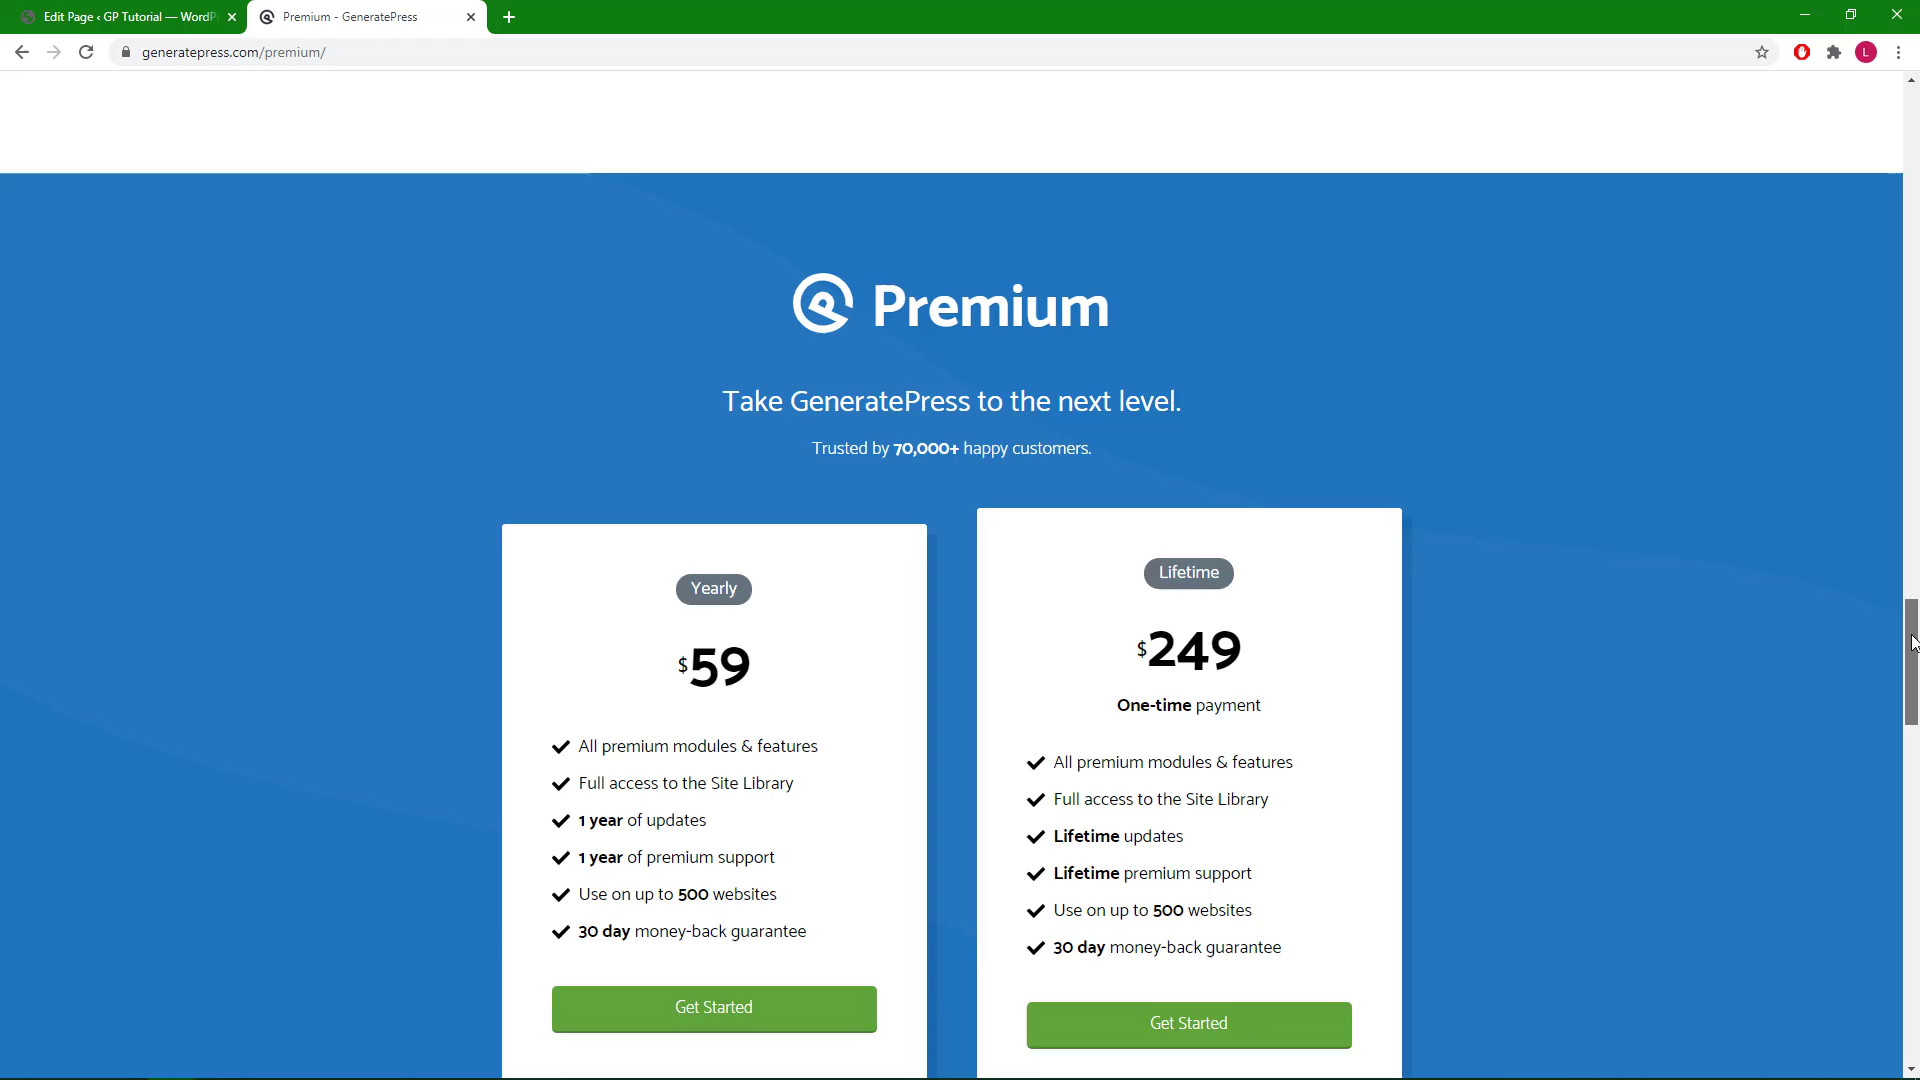 Edit Page ‹ GP Tutorial — WordP
Premium - GeneratePress
generatepress.com/premium/
L
Premium
Take GeneratePress to the next level.
Trusted by 70,000+ happy customers.
Yearly
$59
All premium modules & features
Full access to the Site Library
1 year of updates
1 year of premium support
Use on up to 500 websites
30 day money-back guarantee
Get Started
Lifetime
$249
One-time payment
All premium modules & features
Full access to the Site Library
Lifetime updates
Lifetime premium support
Use on up to 500 websites
30 day money-back guarantee
Get Started